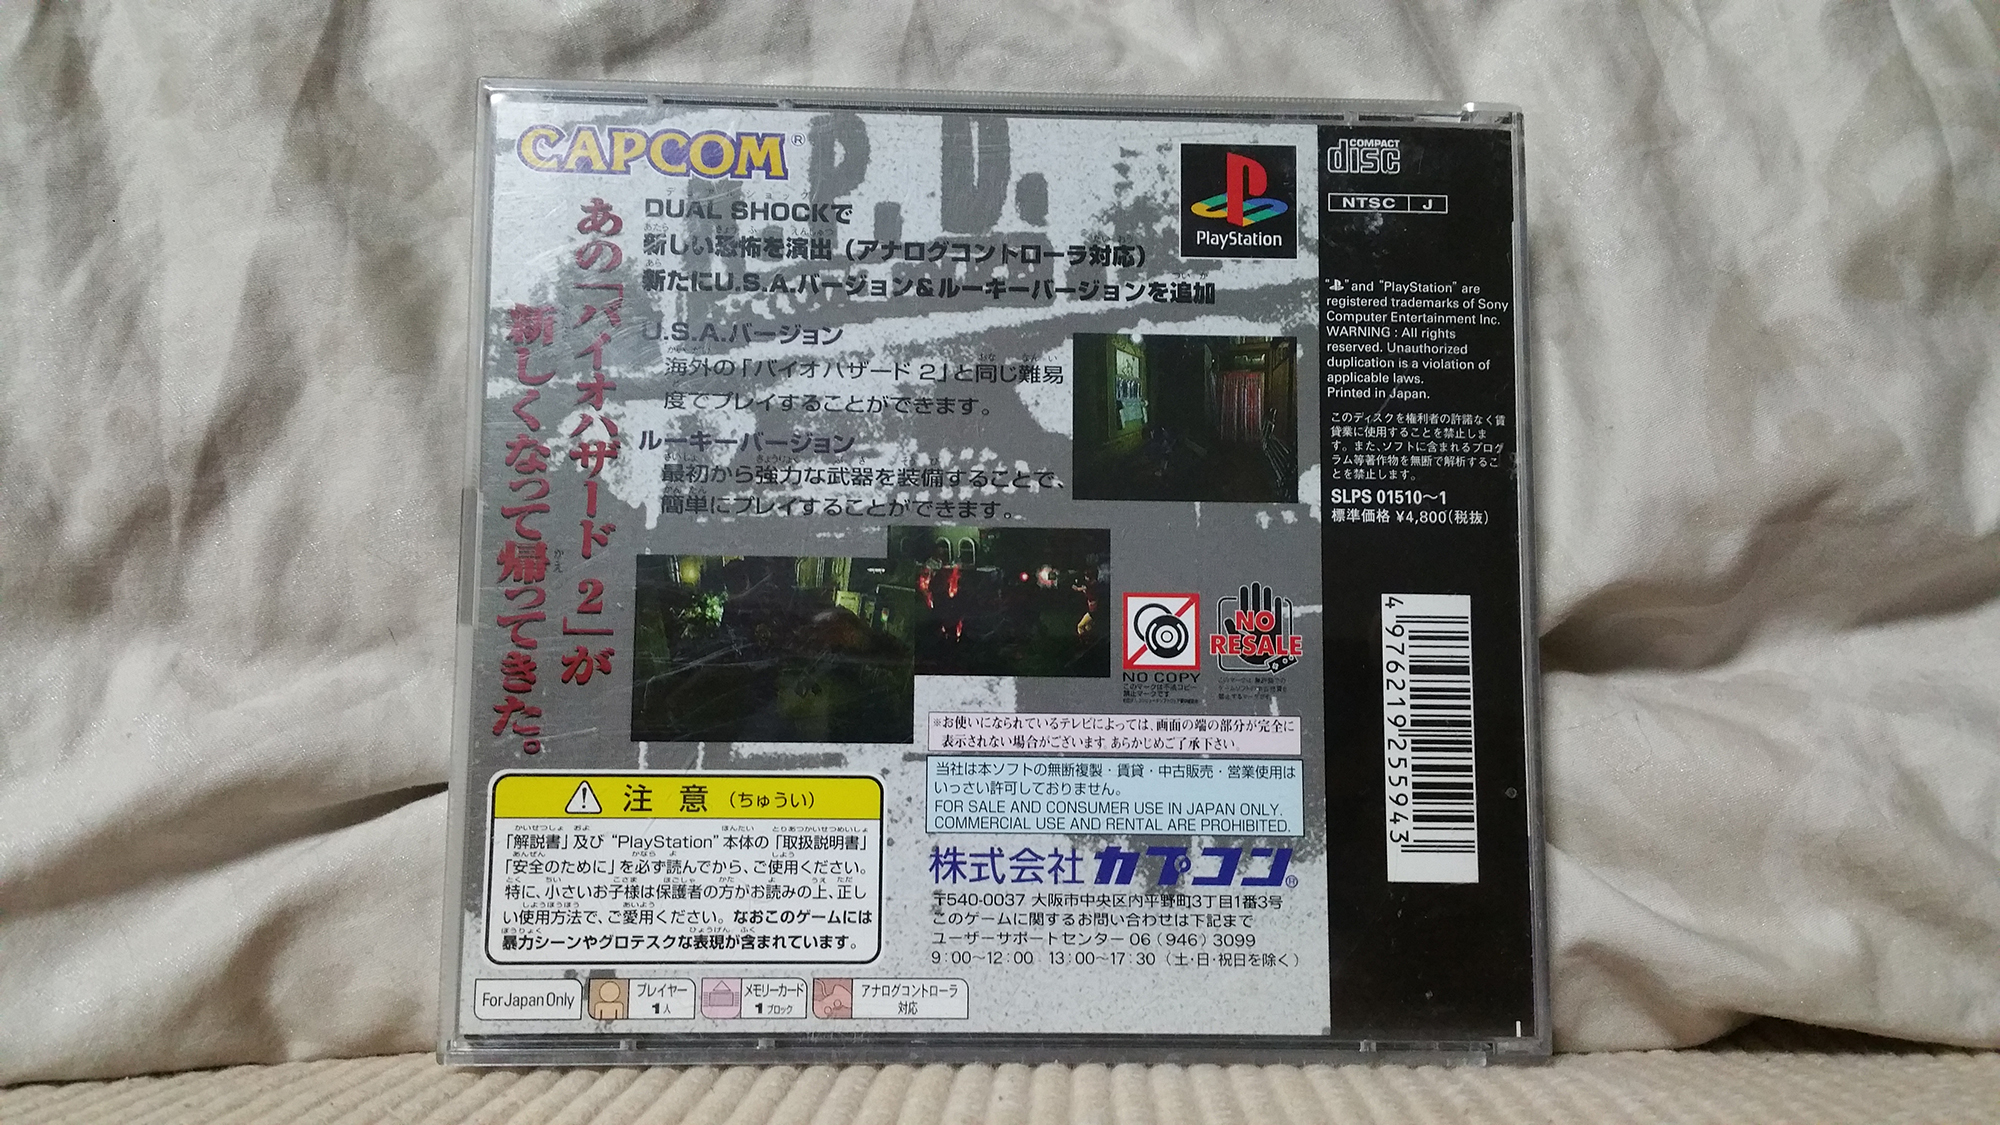 CAPCOM®
P.D.
DUAL SHOCKで
新しい恐怖を演出（アナログコントローラ対応）
新たにU.S.A.バージョン&ルーキーバージョンを追加
あの「バイオハザード 2」が
新しくなって帰ってきた。
U.S.A.バージョン
海外の「バイオハザード 2」と同じ難易
度でプレイすることができます。
ルーキーバージョン
最初から強力な武器を装備することで、
簡単にプレイすることができます。
PlayStation
COMPACT
disc
NTSC J
"PS"and "PlayStation" are
registered trademarks of Sony
Computer Entertainment Inc.
WARNING : All rights
reserved. Unauthorized
duplication is a violation of
applicable laws.
Printed in Japan.
このディスクを権利者の許諾なく賃
貸業に使用することを禁止しま
す。また、ソフトに含まれるプログ
ラム等著作物を無断で解析するこ
とを禁止します。
SLPS 01510〜1
標準価格 ¥4,800(税抜)
4 976219 255943
NO COPY
このマークは不法コピー
禁止マークです
NO
RESALE
※お使いになられているテレビによっては、画面の端の部分が完全に
表示されない場合がございます。あらかじめご了承下さい。
当社は本ソフトの無断複製・賃貸・中古販売・営業使用は
いっさい許可しておりません。
FOR SALE AND CONSUMER USE IN JAPAN ONLY.
COMMERCIAL USE AND RENTAL ARE PROHIBITED.
株式会社 カプコン®
〒540-0037 大阪市中央区内平野町3丁目1番3号
このゲームに関するお問い合わせは下記まで
ユーザーサポートセンター 06（946）3099
9:00〜12:00 13:00〜17:30（土・日・祝日を除く）
注意（ちゅうい）
「解説書」及び "PlayStation" 本体の「取扱説明書」
「安全のために」を必ず読んでから、ご使用ください。
特に、小さいお子様は保護者の方がお読みの上、正し
い使用方法で、ご愛用ください。なおこのゲームには
暴力シーンやグロテスクな表現が含まれています。
For Japan Only
プレイヤー
1人
メモリーカード
1ブロック
アナログコントローラ
対応